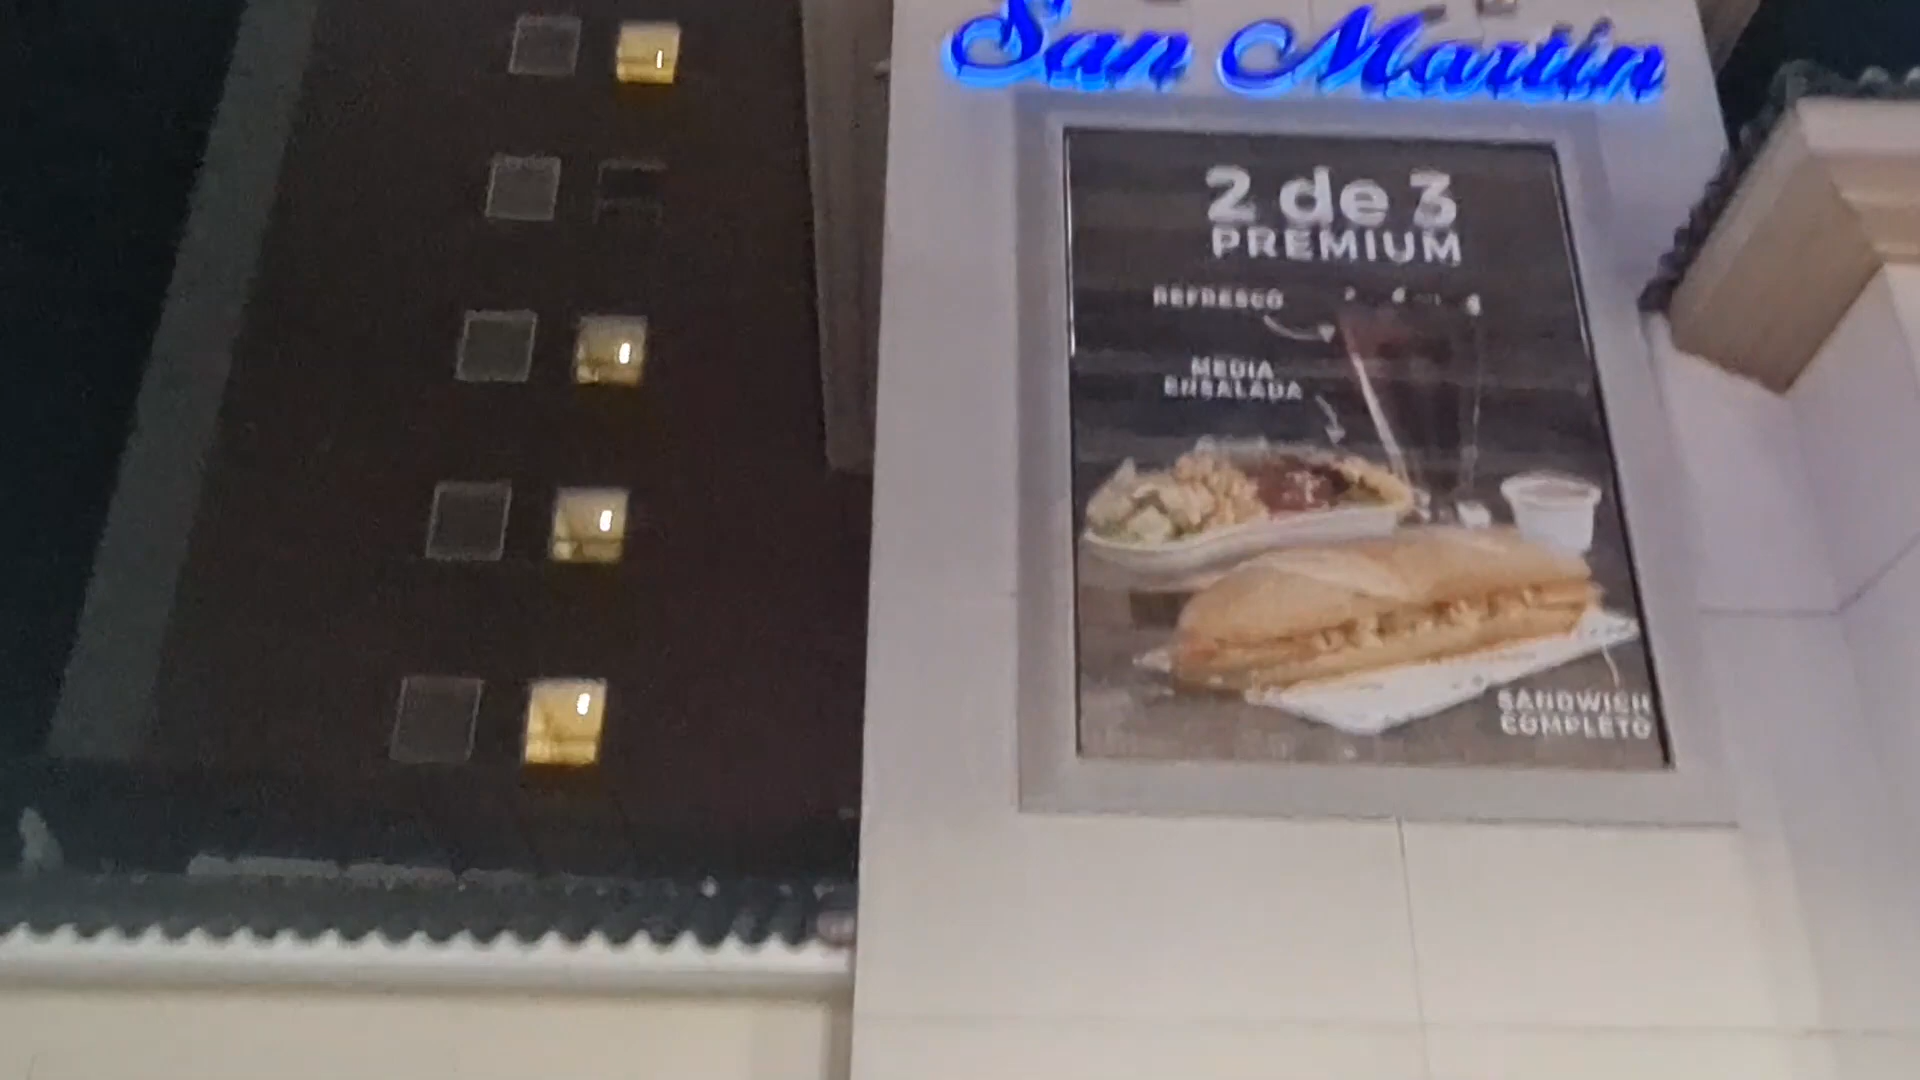 San Martín
2 de 3
PREMIUM
REFRESCO
MEDIA
ENSALADA
SANDWICH
COMPLETO